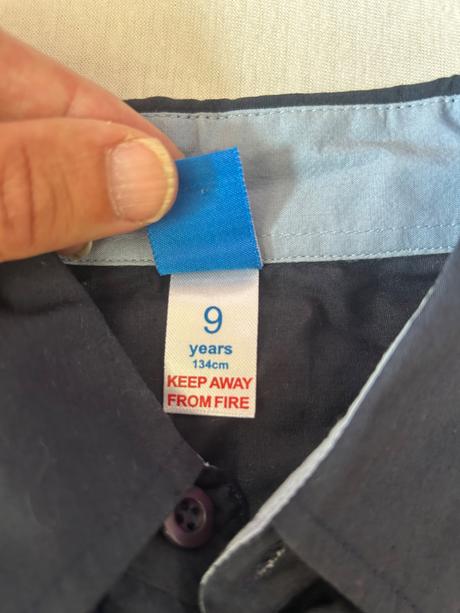 9
years
134cm
KEEP AWAY
FROM FIRE